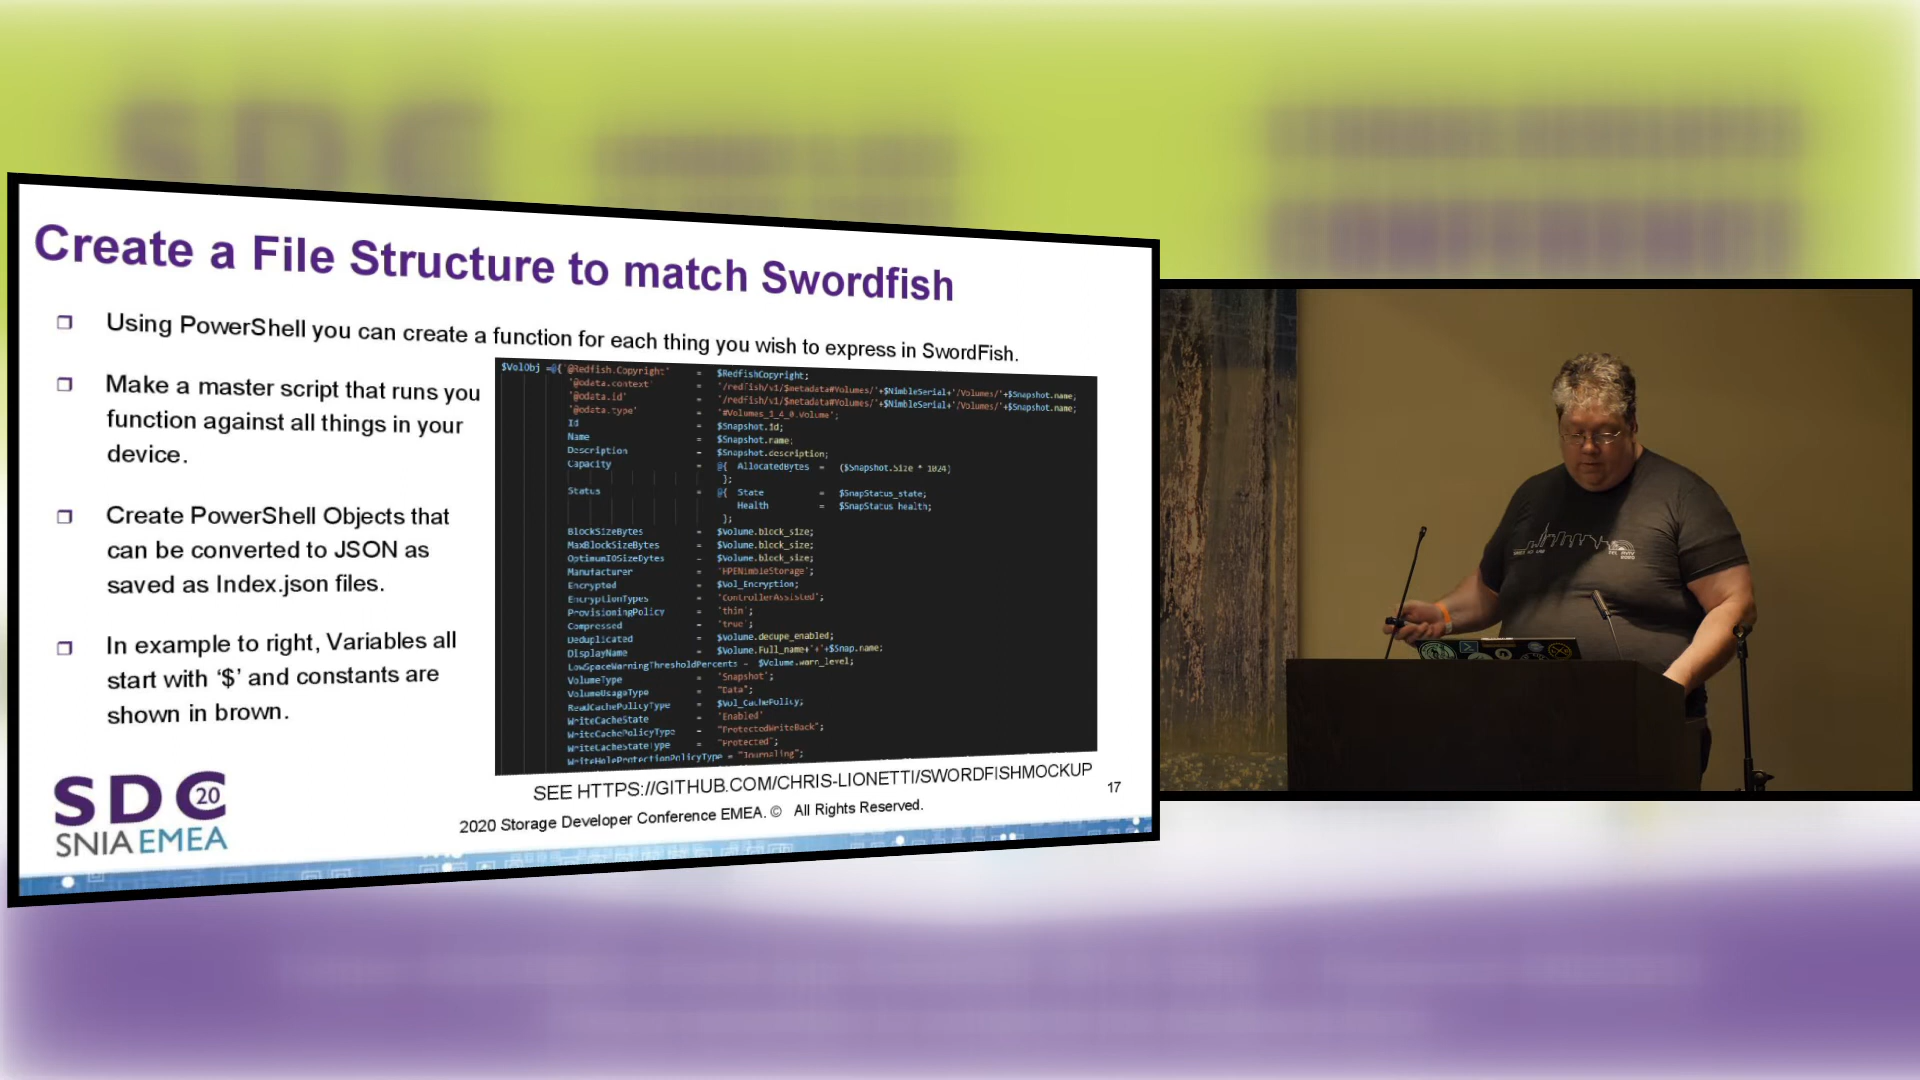 Create a File Structure to match Swordfish
Using PowerShell you can create a function for each thing you wish to express in SwordFish.
Make a master script that runs you
function against all things in your
device.
Create PowerShell Objects that
can be converted to JSON as
saved as Index.json files.
In example to right, Variables all
start with ‘$’ and constants are
shown in brown.
$VolObj =@{ '@Redfish.Copyright' = $RedfishCopyright;
'@odata.context' = '/redfish/v1/$metadata#Volumes/'+$NimbleSerial+'/Volumes/'+$Snapshot.name;
'@odata.id' = '/redfish/v1/$metadata#Volumes/'+$NimbleSerial+'/Volumes/'+$Snapshot.name;
'@odata.type' = '#Volumes_1_4_0.Volume';
Id = $Snapshot.id;
Name = $Snapshot.name;
Description = $Snapshot.description;
Capacity = @{ AllocatedBytes = ($Snapshot.Size * 1024)
};
Status = @{ State = $SnapStatus_state;
Health = $SnapStatus_health;
};
BlockSizeBytes = $Volume.block_size;
MaxBlockSizeBytes = $Volume.block_size;
OptimumIOSizeBytes = $Volume.block_size;
Manufacturer = 'HPENimbleStorage';
Encrypted = $Vol_Encryption;
EncryptionTypes = 'ControllerAssisted';
ProvisioningPolicy = 'thin';
Compressed = 'true';
Deduplicated = $Volume.dedupe_enabled;
DisplayName = $Volume.Full_name+'+'+$Snap.name;
LowSpaceWarningThresholdPercents = $Volume.warn_level;
VolumeType = 'Snapshot';
VolumeUsageType = "Data";
ReadCachePolicyType = $Vol_CachePolicy;
WriteCacheState = 'Enabled'
WriteCachePolicyType = "ProtectedWriteBack";
WriteCacheStateType = "Protected";
WriteHoleProtectionPolicyType = "Journaling";
SEE HTTPS://GITHUB.COM/CHRIS-LIONETTI/SWORDFISHMOCKUP
17
2020 Storage Developer Conference EMEA. © All Rights Reserved.
SDC 20
SNIA EMEA